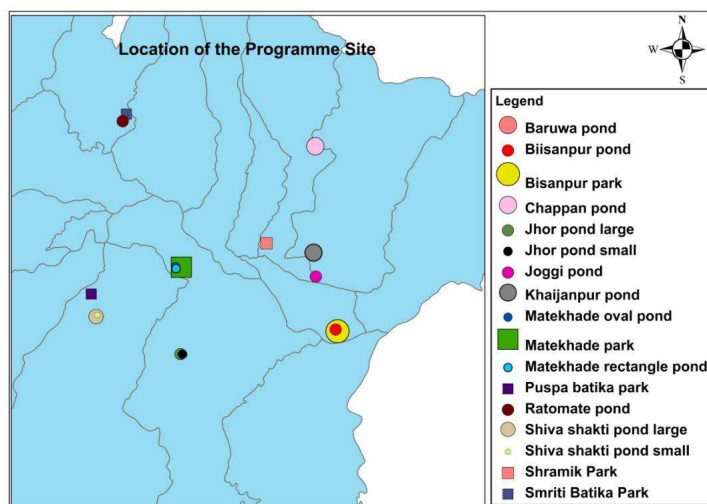 Location of the Programme Site
N
W
S
Legend
Baruwa pond
Biisanpur pond
Bisanpur park
Chappan pond
Jhor pond large
Jhor pond small
Joggi pond
Khaijanpur pond
Matekhade oval pond
Matekhade park
Matekhade rectangle pond
Puspa batika park
Ratomate pond
Shiva shakti pond large
Shiva shakti pond small
Shramik Park
Smriti Batika Park